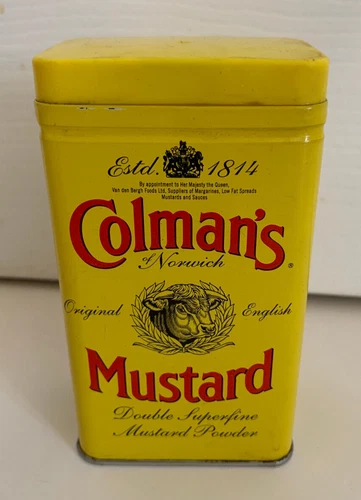 Estd. 1814
By appointment to Her Majesty the Queen,
Van den Bergh Foods Ltd, Suppliers of Margarines, Low Fat Spreads
Mustards and Sauces
Colman's®
of Norwich
Original English
Mustard
Double Superfine
Mustard Powder